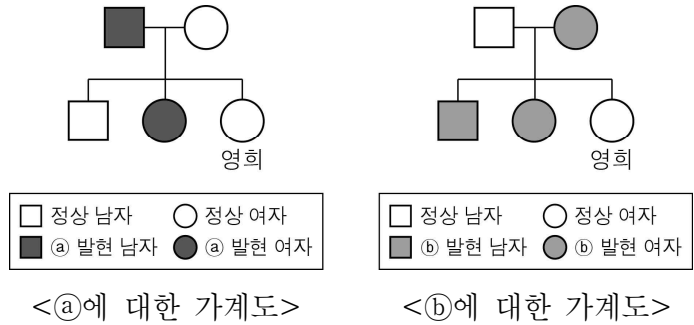 영희
영희
정상 남자 정상 여자
ⓐ 발현 남자 ⓐ 발현 여자
정상 남자 정상 여자
ⓑ 발현 남자 ⓑ 발현 여자
<ⓐ에 대한 가계도>
<ⓑ에 대한 가계도>